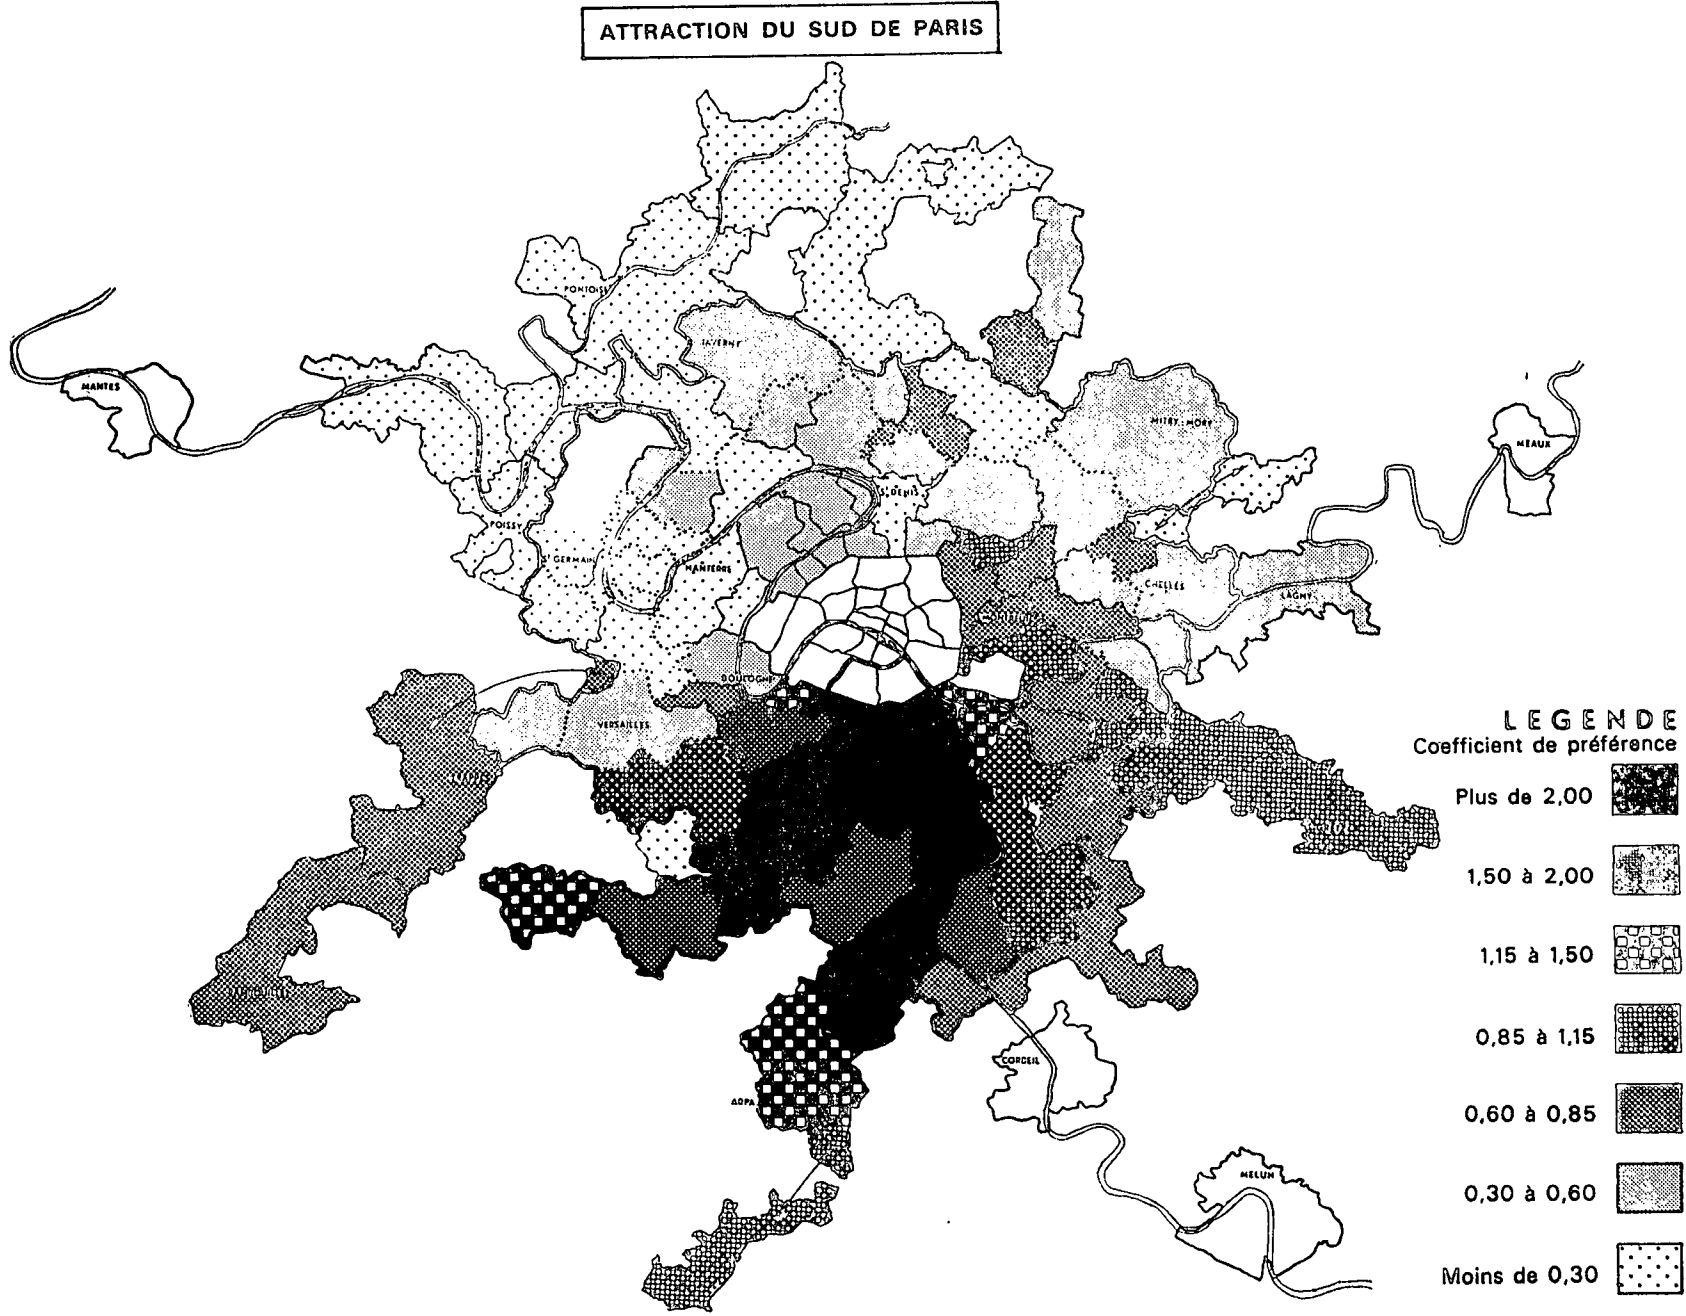 ATTRACTION DU SUD DE PARIS
PONTOISE
TAVERNY
MANTES
MITRY-MORY
MEAUX
ST DENIS
POISSY
ST GERMAIN
NANTERRE
CHELLES
LAGNY
BOULOGNE
VERSAILLES
CORBEIL
MELUN
LEGENDE
Coefficient de préférence
Plus de 2,00
1,50 à 2,00
1,15 à 1,50
0,85 à 1,15
0,60 à 0,85
0,30 à 0,60
Moins de 0,30